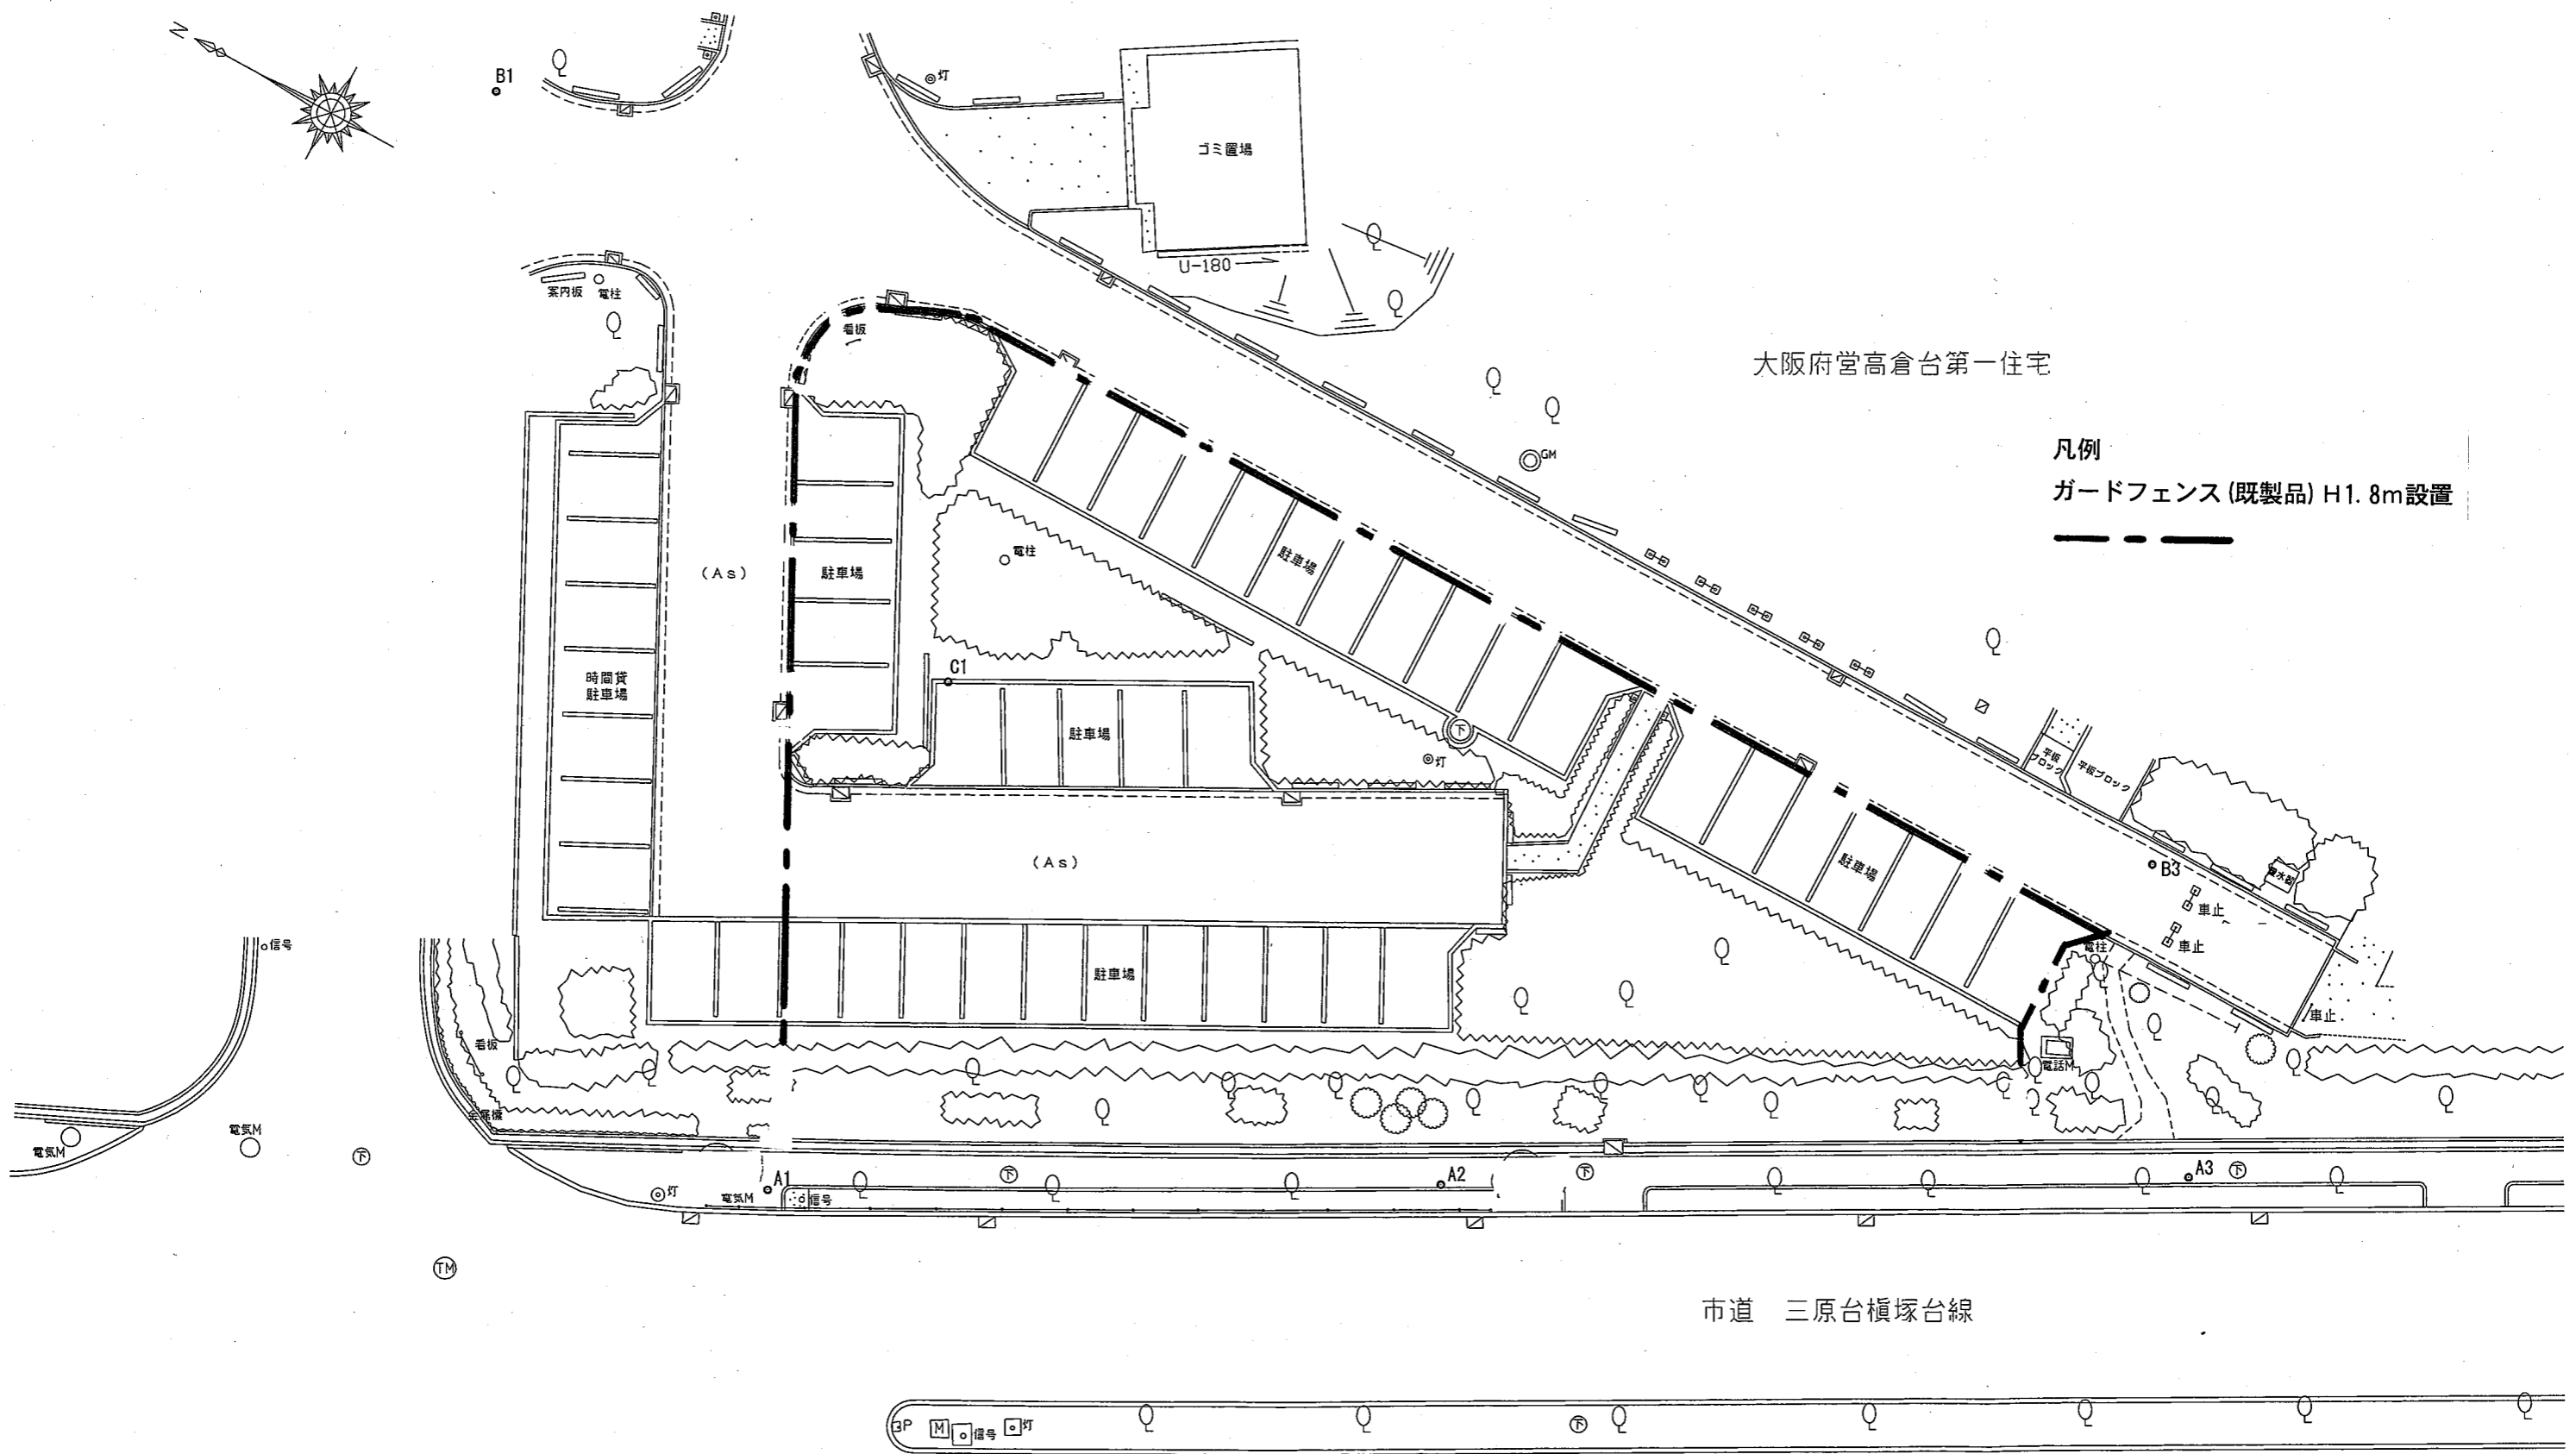 N
B1
灯
ゴミ置場
U-180
案内板
電柱
看板
大阪府営高倉台第一住宅
凡例
ガードフェンス(既製品) H1.8m設置
GM
電柱
(As)
駐車場
駐車場
C1
時間貸
駐車場
駐車場
下
灯
平板
ブロック
平板ブロック
(As)
駐車場
B3
車止
車止
電柱
信号
駐車場
車止
看板
電話M
電気M
電気M
下
灯
電気M
A1
信号
下
A2
下
A3
下
TM
市道 三原台槇塚台線
P
M
信号
灯
下